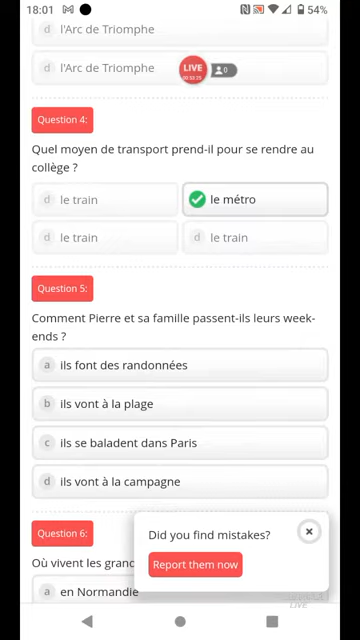 18:01
54%
d l'Arc de Triomphe
d l'Arc de Triomphe
LIVE
0
Question 4:
Quel moyen de transport prend-il pour se rendre au
collège ?
d le train
le métro
d le train
d le train
Question 5:
Comment Pierre et sa famille passent-ils leurs week-
ends ?
a ils font des randonnées
b ils vont à la plage
c ils se baladent dans Paris
d ils vont à la campagne
Question 6:
Où vivent les grand
a en Normandie
Did you find mistakes?
Report them now
LIVE